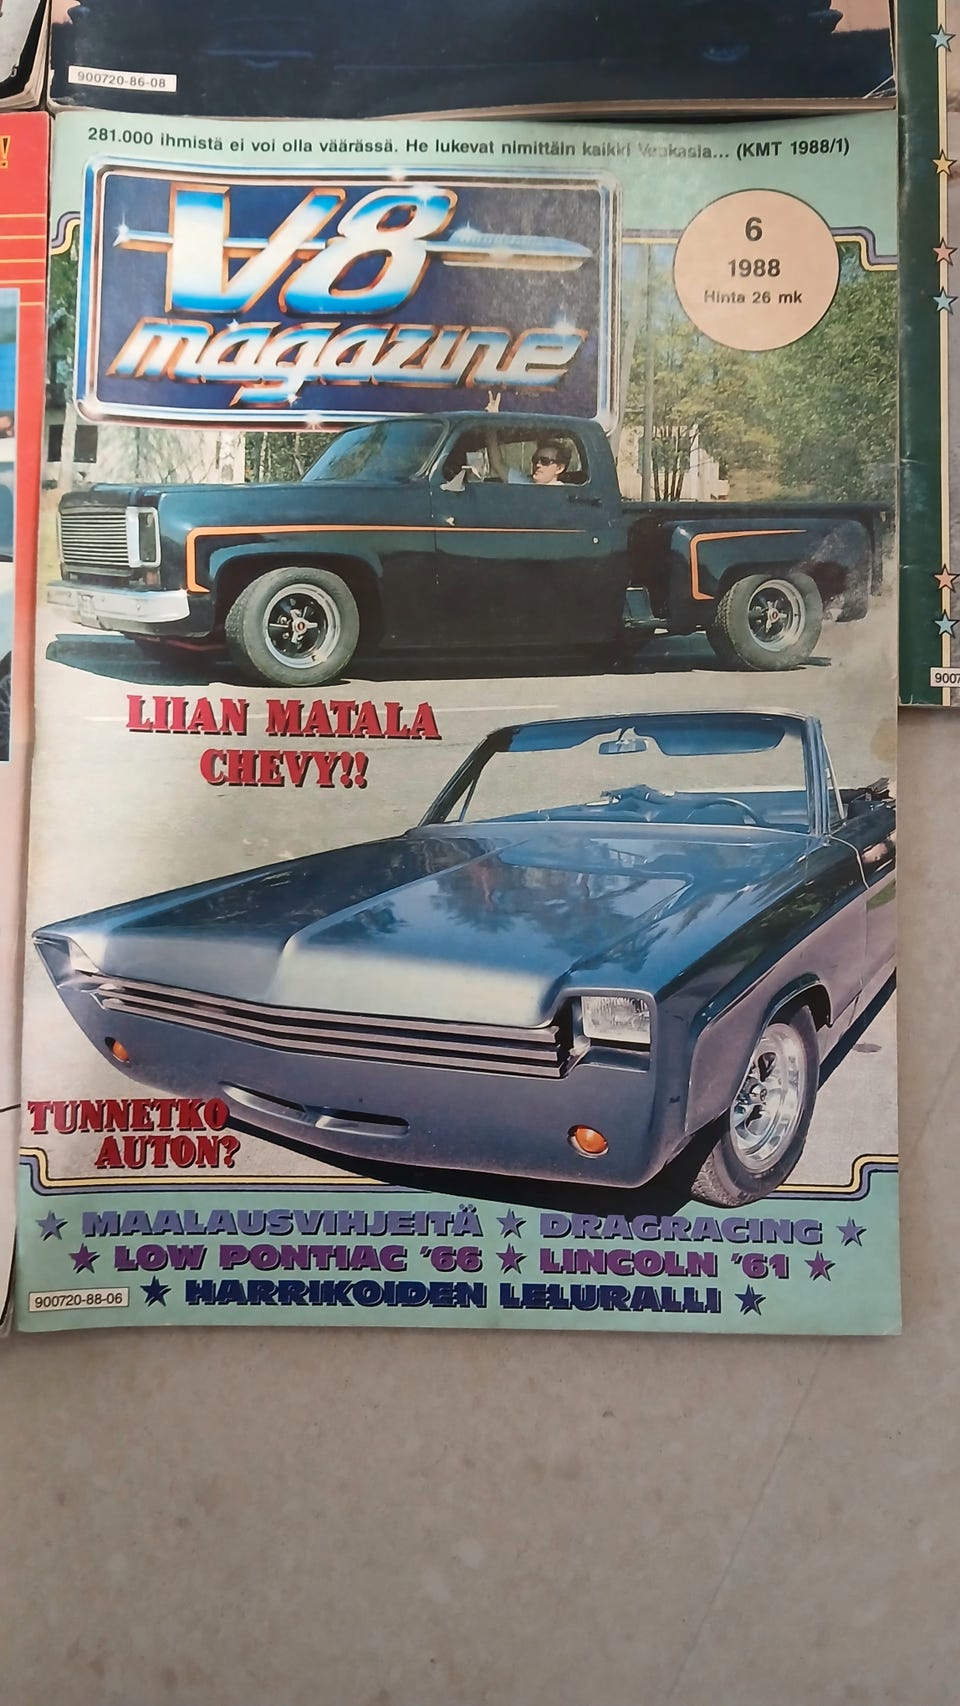 900720-86-08
!
281.000 ihmistä ei voi olla väärässä. He lukevat nimittäin kaikki (KMT 1988/1)
V8
magazine
6
1988
Hinta 26 mk
LIIAN MATALA
CHEVY!!
TUNNETKO
AUTON?
★ MAALAUSVIHJEITÄ ★ DRAGRACING ★
★ LOW PONTIAC '66 ★ LINCOLN '61 ★
★ HARRIKOIDEN LELURALLI ★
900720-88-06
9007